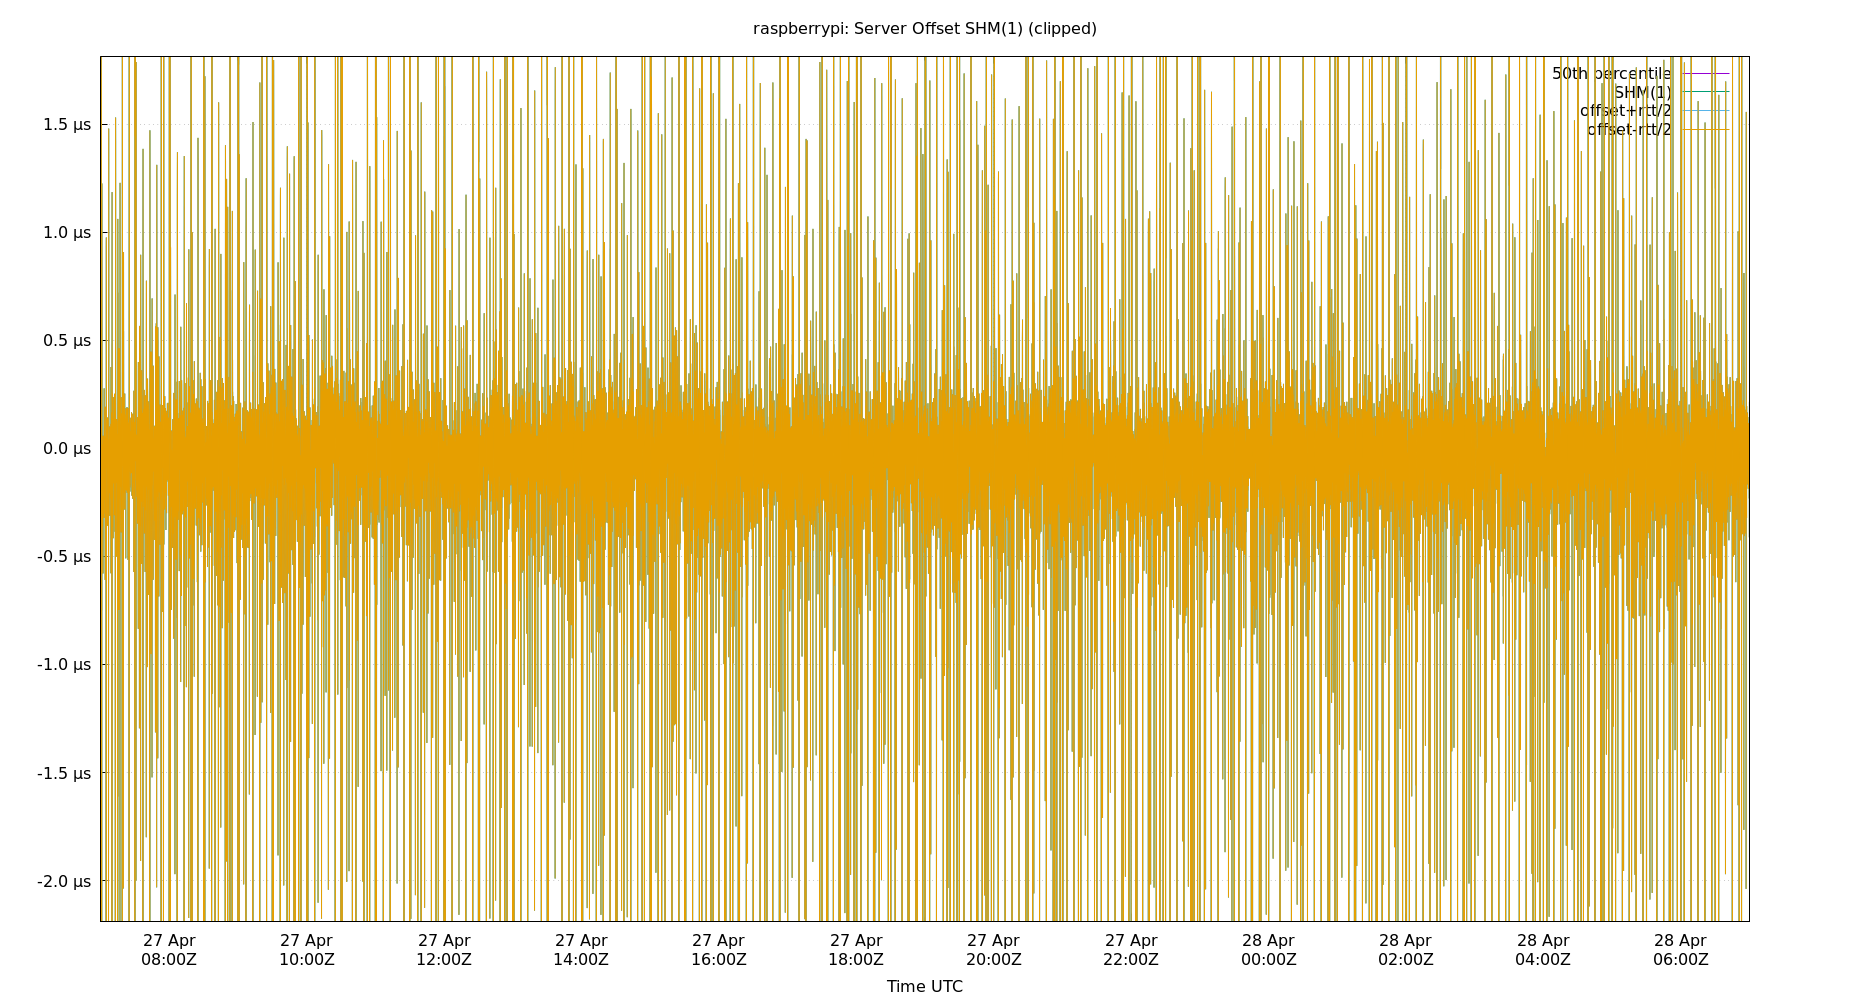 raspberrypi: Server Offset SHM(1) (clipped)
50th percentile
SHM(1)
offset+rtt/2
offset-rtt/2
1.5 µs
1.0 µs
0.5 µs
0.0 µs
-0.5 µs
-1.0 µs
-1.5 µs
-2.0 µs
27 Apr 27 Apr 27 Apr 27 Apr 27 Apr 27 Apr 27 Apr 27 Apr 28 Apr 28 Apr 28 Apr 28 Apr
08:00Z 10:00Z 12:00Z 14:00Z 16:00Z 18:00Z 20:00Z 22:00Z 00:00Z 02:00Z 04:00Z 06:00Z
Time UTC